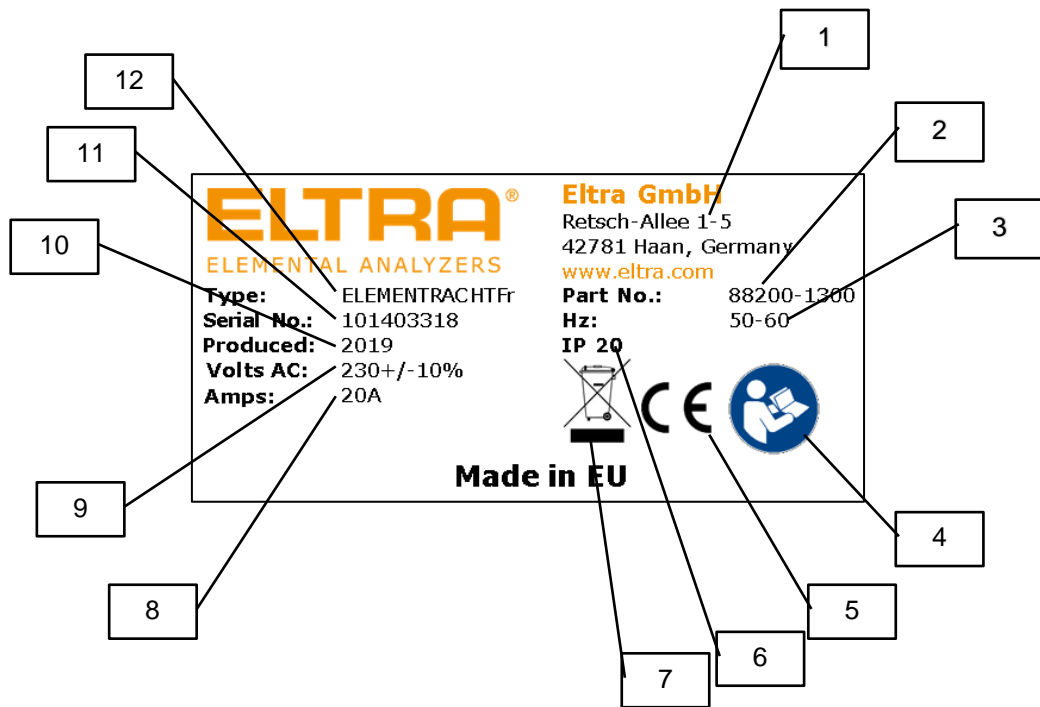 1
12
2
11
3
10
ELTRA®
ELEMENTAL ANALYZERS
Eltra GmbH
Retsch-Allee 1-5
42781 Haan, Germany
www.eltra.com
Type: ELEMENTRACHTFr
Part No.: 88200-1300
Serial No.: 101403318
Hz: 50-60
Produced: 2019
IP 20
Volts AC: 230+/-10%
Amps: 20A
CE
Made in EU
9
4
8
5
6
7